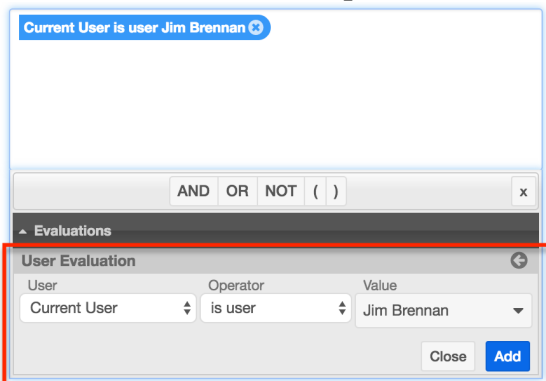 Current User is user Jim Brennan
AND OR NOT ( ) x
Evaluations
User Evaluation
User Operator Value
Current User is user Jim Brennan
Close Add